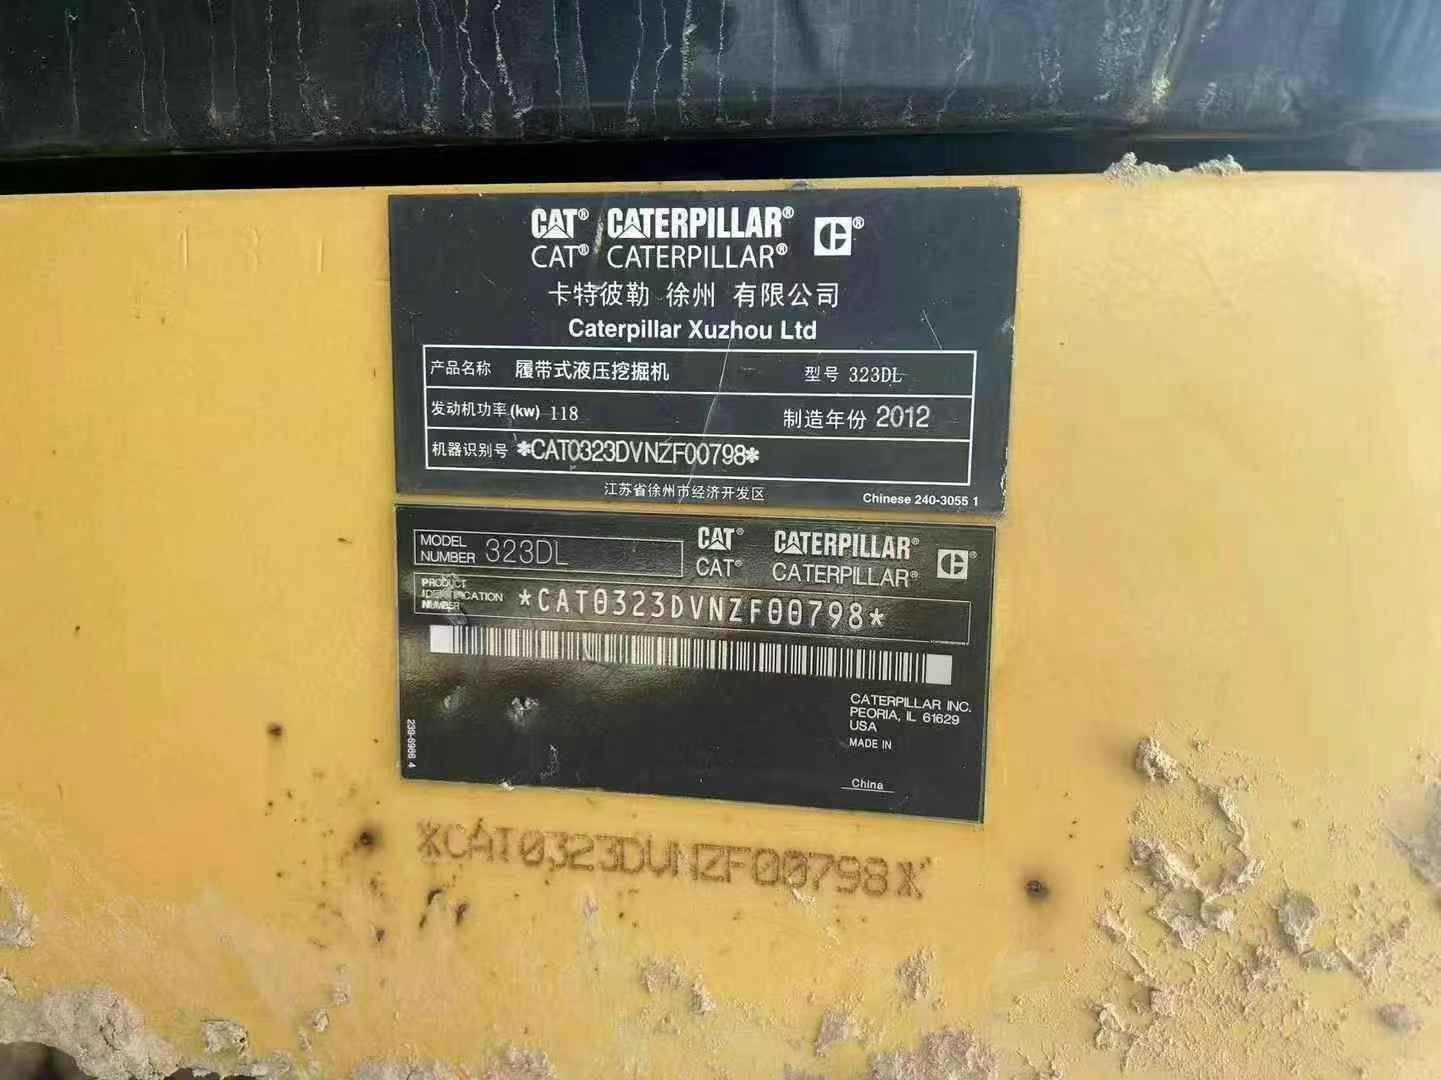 CAT® CATERPILLAR® ®
CAT® CATERPILLAR®
卡特彼勒 徐州 有限公司
Caterpillar Xuzhou Ltd
产品名称 履带式液压挖掘机 型号 323DL
发动机功率(kw) 118 制造年份 2012
机器识别号 *CAT0323DVNZF00798*
江苏省徐州市经济开发区 Chinese 240-3055 1
MODEL NUMBER 323DL
CAT® CATERPILLAR® ®
CAT® CATERPILLAR®
PRODUCT IDENTIFICATION NUMBER *CAT0323DVNZF00798*
CATERPILLAR INC.
PEORIA, IL 61629
USA
MADE IN
China
239-6986 4
*CAT0323DVNZF00798*